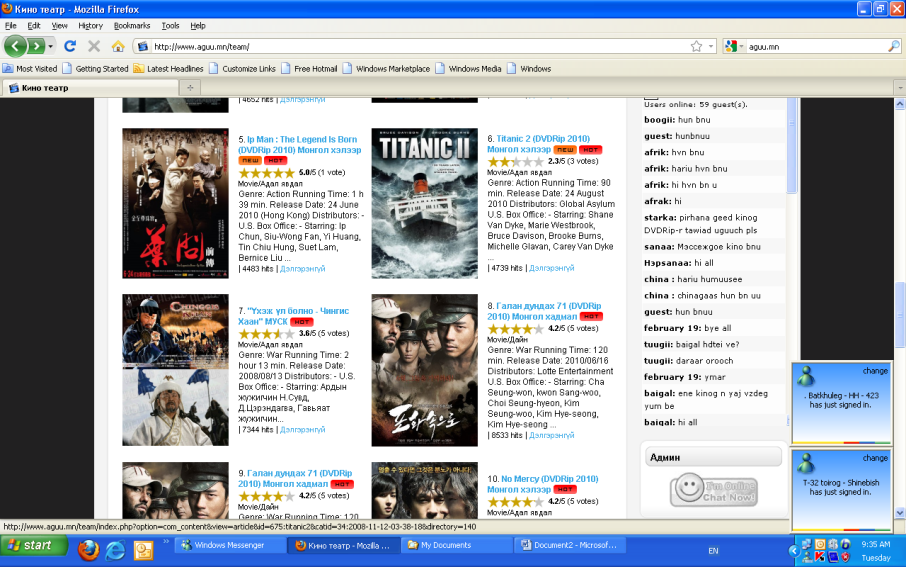 Кино театр - Mozilla Firefox
File Edit View History Bookmarks Tools Help
http://www.aguu.mn/team/
aguu.mn
Most Visited Getting Started Latest Headlines Customize Links Free Hotmail Windows Marketplace Windows Media Windows
Кино театр
| 4652 hits | Дэлгэрэнгүй
5. Ip Man : The Legend Is Born
(DVDRip 2010) Монгол хэлээр
NEW HOT
5.0/5 (1 vote)
Movie/Адал явдал
Genre: Action Running Time: 1 h
39 min. Release Date: 24 June
2010 (Hong Kong) Distributors: -
U.S. Box Office: - Starring: Ip
Chun, Siu-Wong Fan, Yi Huang,
Tin Chiu Hung, Suet Lam,
Bernice Liu ...
| 4483 hits | Дэлгэрэнгүй
TITANIC II
6. Titanic 2 (DVDRip 2010)
Монгол хэлээр NEW HOT
2.3/5 (3 votes)
Movie/Адал явдал
Genre: Action Running Time: 90
min. Release Date: 24 August
2010 Distributors: Global Asylum
U.S. Box Office: - Starring: Shane
Van Dyke, Marie Westbrook,
Bruce Davison, Brooke Burns,
Michelle Glavan, Carey Van Dyke
...
| 4739 hits | Дэлгэрэнгүй
7. "Үхэж үл болно - Чингис
Хаан" МУСК HOT
3.6/5 (5 votes)
Movie/Адал явдал
Genre: War Running Time: 2
hour 13 min. Release Date:
2008/08/13 Distributors: - U.S.
Box Office: - Starring: Ардын
жүжигчин Н.Сувд,
Д.Цэрэндагва, Гавьяат
жүжигчин...
| 7344 hits | Дэлгэрэнгүй
포화속으로
8. Галан дундах 71 (DVDRip
2010) Монгол хадмал HOT
4.2/5 (5 votes)
Movie/Дайн
Genre: War Running Time: 120
min. Release Date: 2010/06/16
Distributors: Lotte Entertainment
U.S. Box Office: - Starring: Cha
Seung-won, kwon Sang-woo,
Choi Seung-hyeon, Kim
Seung-woo, Kim Hye-seong,
Kim Hye-seong ...
| 8533 hits | Дэлгэрэнгүй
9. Галан дундах 71 (DVDRip
2010) Монгол хадмал HOT
4.2/5 (5 votes)
Movie/Дайн
10. No Mercy (DVDRip 2010)
Монгол хэлээр HOT
4.2/5 (5 votes)
Movie/Адал явдал
Users online: 59 guest(s).
boogii: hun bnu
guest: hunbnuu
afrik: hvn bnu
afrik: hariu hvn bnu
afrik: hi hvn bn u
afrak: hi
starka: pirhana geed kinog
DVDRip-r tawiad uguuch pls
sanaa: Массежгое kino bnu
Нэрsanaa: hi all
china : hariu humuusee
china : chinagaas hun bn uu
guest: hun bnuu
february 19: bye all
tuugii: baigal hdtei ve?
tuugii: daraar orooch
february 19: ymar
baigal: ene kinog n yaj vzdeg
yum be
baigal: hi all
Админ
I'm Online
Chat Now!
change
. Batkhuleg - HH - 423
has just signed in.
change
T-32 toirog - Shinebish
has just signed in.
http://www.aguu.mn/team/index.php?option=com_content&view=article&id=675:titanic2&catid=34:2008-11-12-03-38-18&directory=140
start Windows Messenger Кино театр - Mozilla ... My Documents Document2 - Microsof... EN 9:35 AM
Tuesday